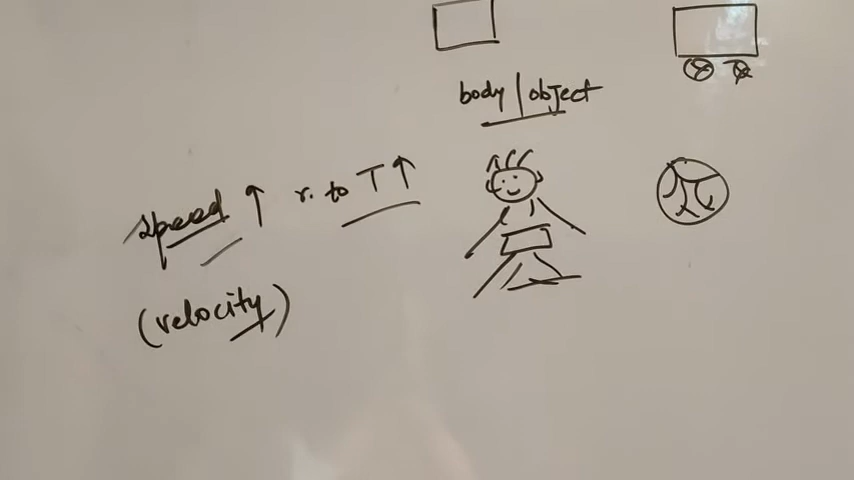 body | object
speed ↑ r. to T ↑
(velocity)